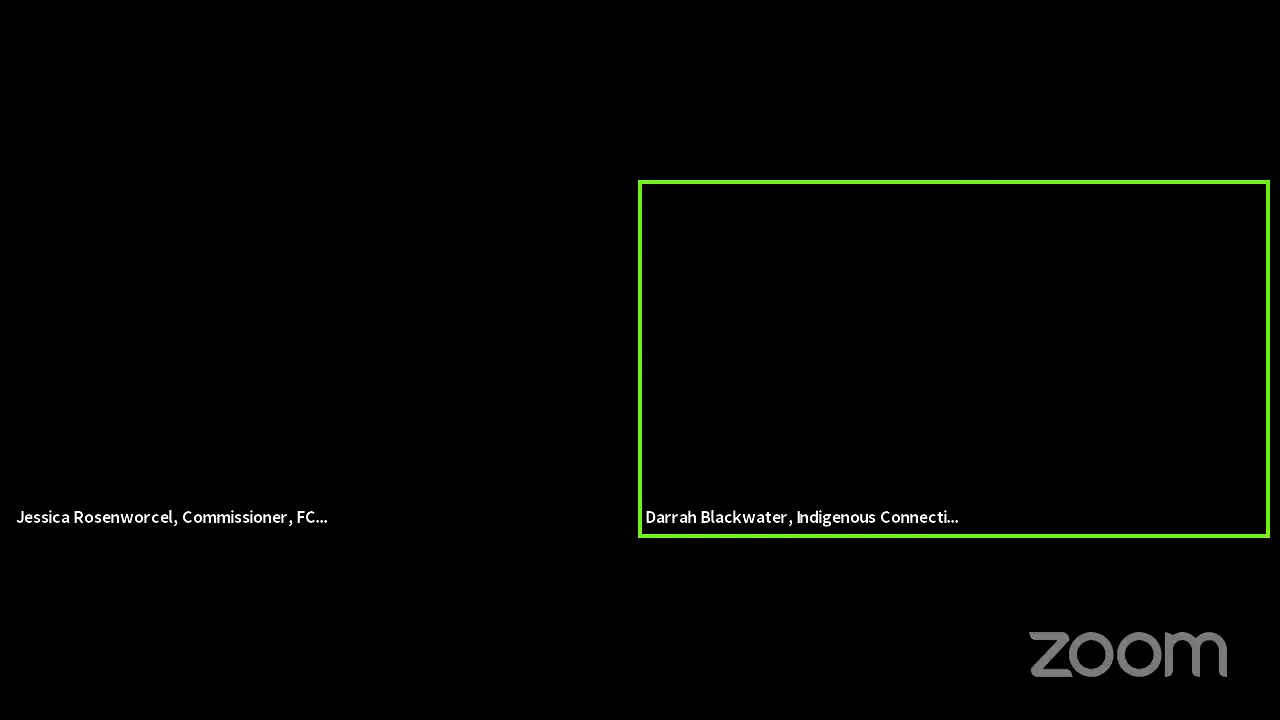 Jessica Rosenworcel, Commissioner, FC...
Darrah Blackwater, Indigenous Connecti...
zoom